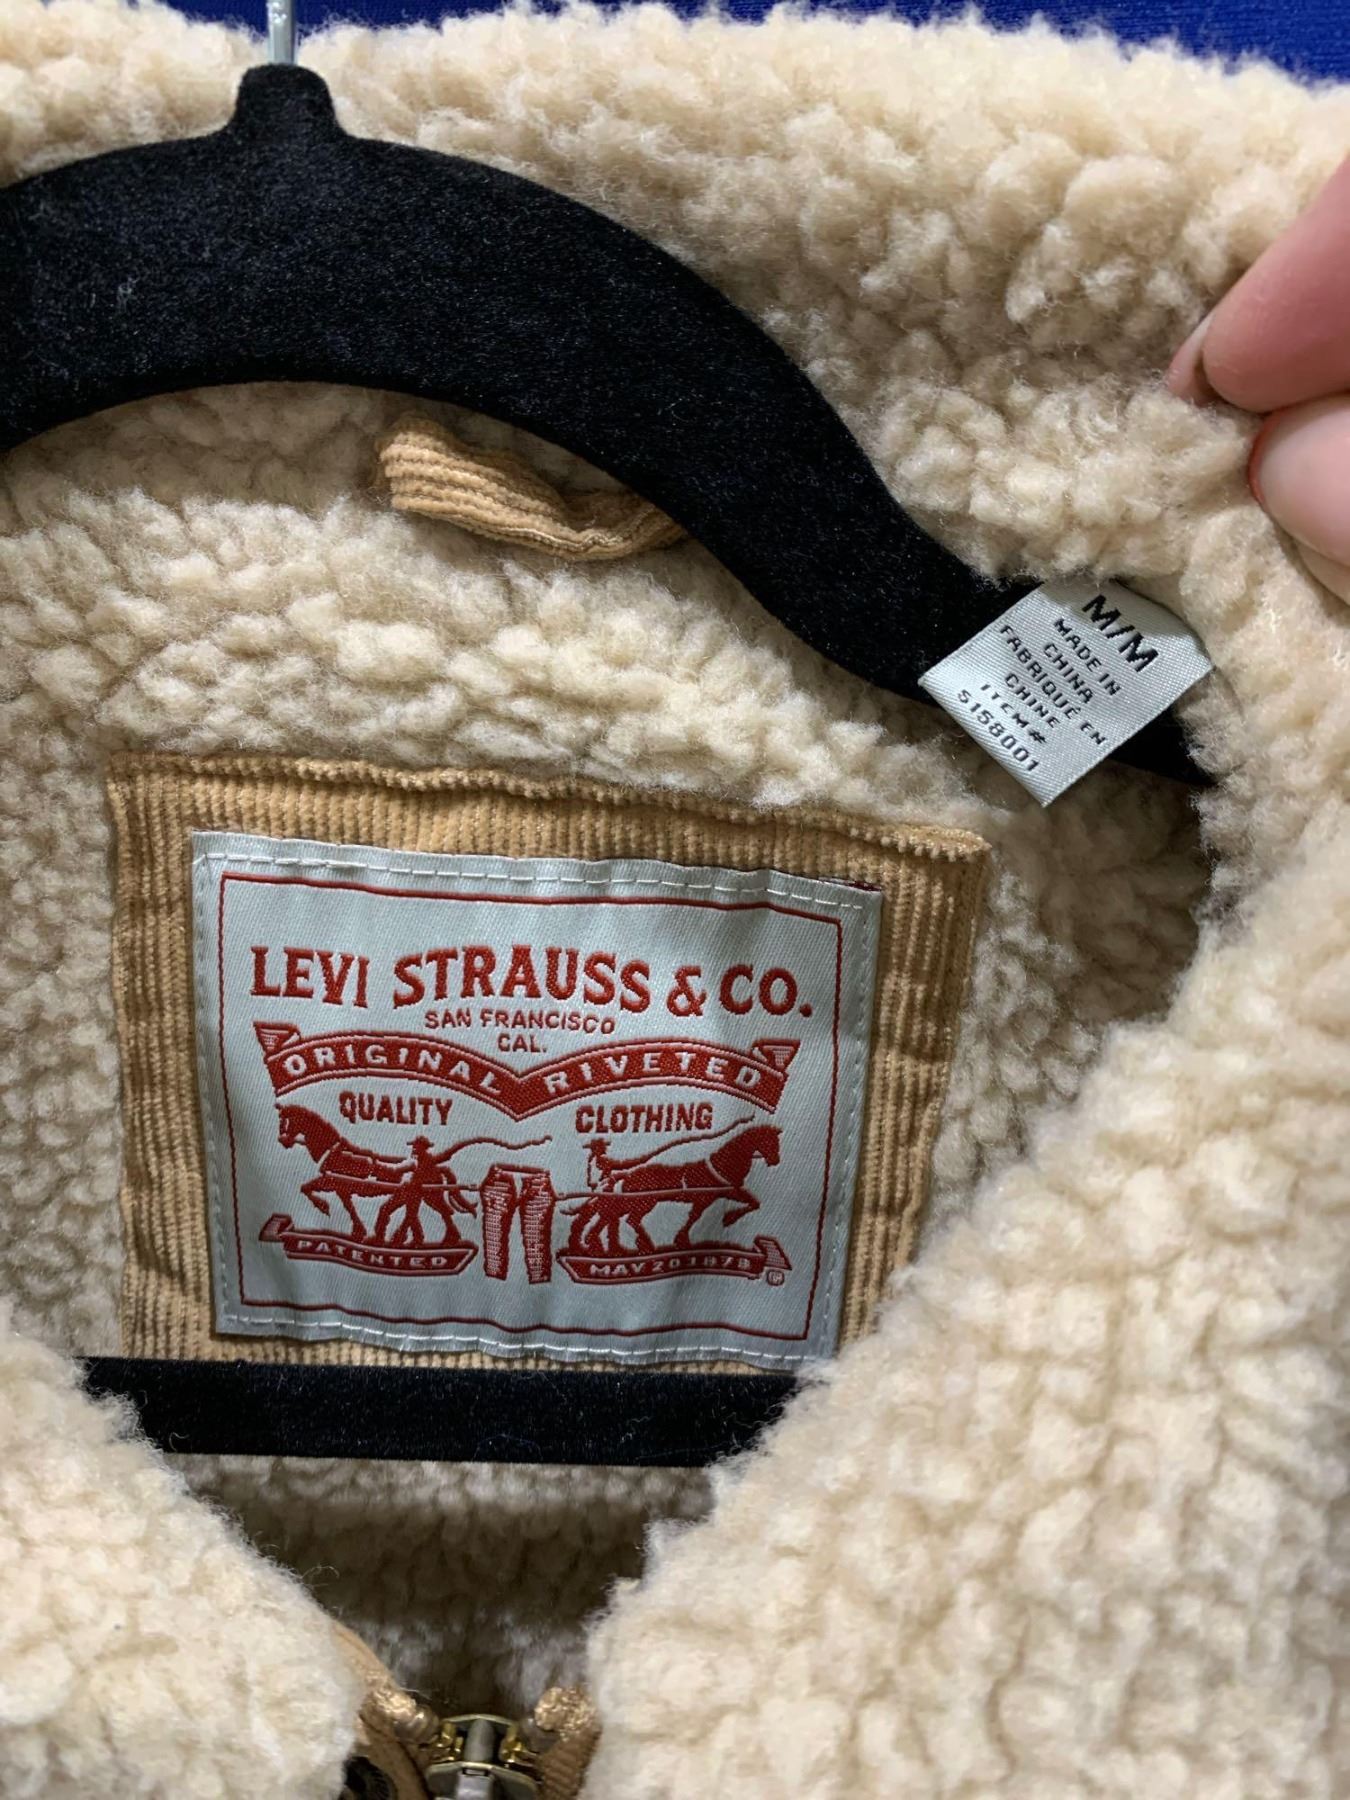 M/M
MADE IN
CHINA
FABRIQUÉ EN
CHINE
ITEM#
5158001
LEVI STRAUSS & CO.
SAN FRANCISCO
CAL.
ORIGINAL RIVETED
QUALITY CLOTHING
PATENTED MAY 20 1873